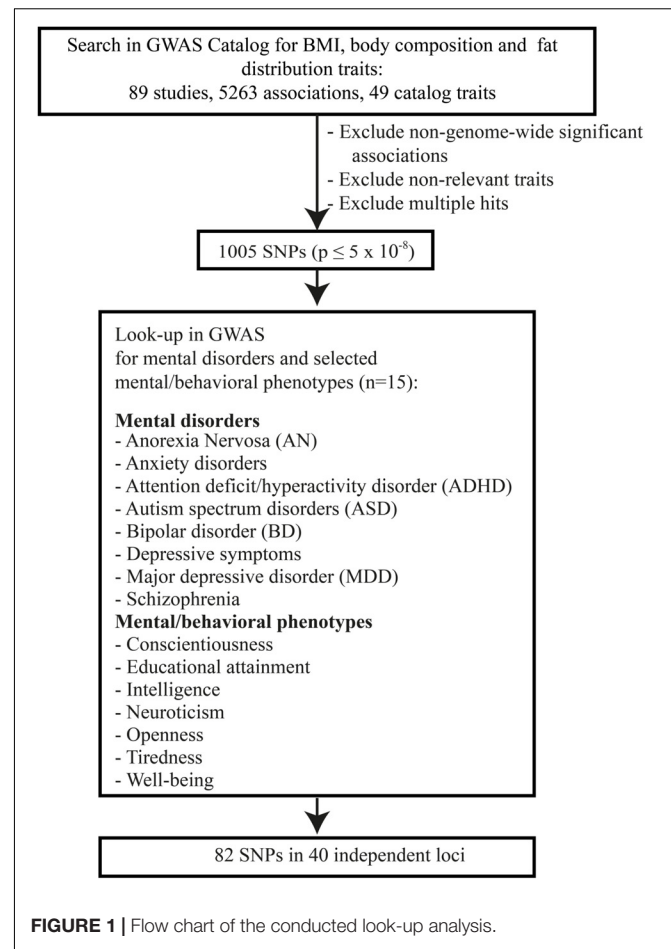 Search in GWAS Catalog for BMI, body composition and fat
distribution traits:
89 studies, 5263 associations, 49 catalog traits
- Exclude non-genome-wide significant
associations
- Exclude non-relevant traits
- Exclude multiple hits
1005 SNPs (p ≤ 5 x 10⁻⁸)
Look-up in GWAS
for mental disorders and selected
mental/behavioral phenotypes (n=15):
Mental disorders
- Anorexia Nervosa (AN)
- Anxiety disorders
- Attention deficit/hyperactivity disorder (ADHD)
- Autism spectrum disorders (ASD)
- Bipolar disorder (BD)
- Depressive symptoms
- Major depressive disorder (MDD)
- Schizophrenia
Mental/behavioral phenotypes
- Conscientiousness
- Educational attainment
- Intelligence
- Neuroticism
- Openness
- Tiredness
- Well-being
82 SNPs in 40 independent loci
FIGURE 1 | Flow chart of the conducted look-up analysis.